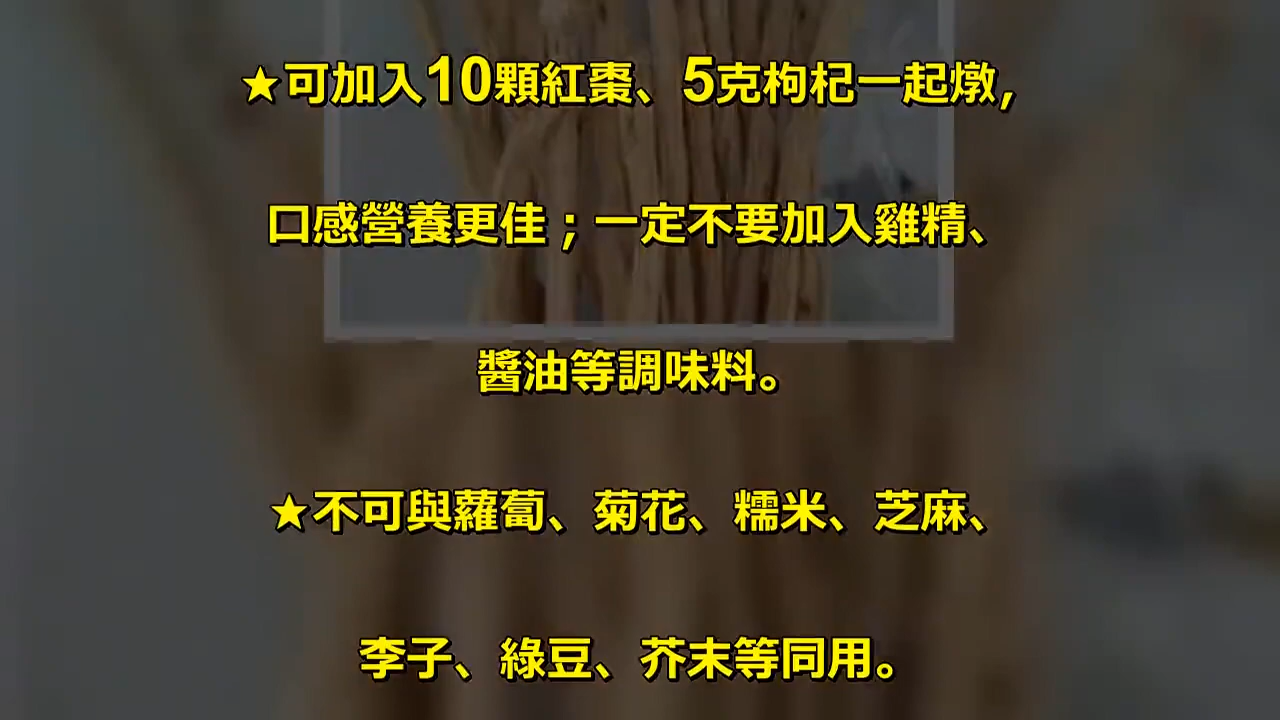 ★可加入10顆紅棗、5克枸杞一起燉，
口感營養更佳；一定不要加入雞精、
醬油等調味料。
★不可與蘿蔔、菊花、糯米、芝麻、
李子、綠豆、芥末等同用。